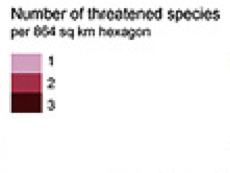 Number of threatened species
per 864 sq km hexagon
1
2
3